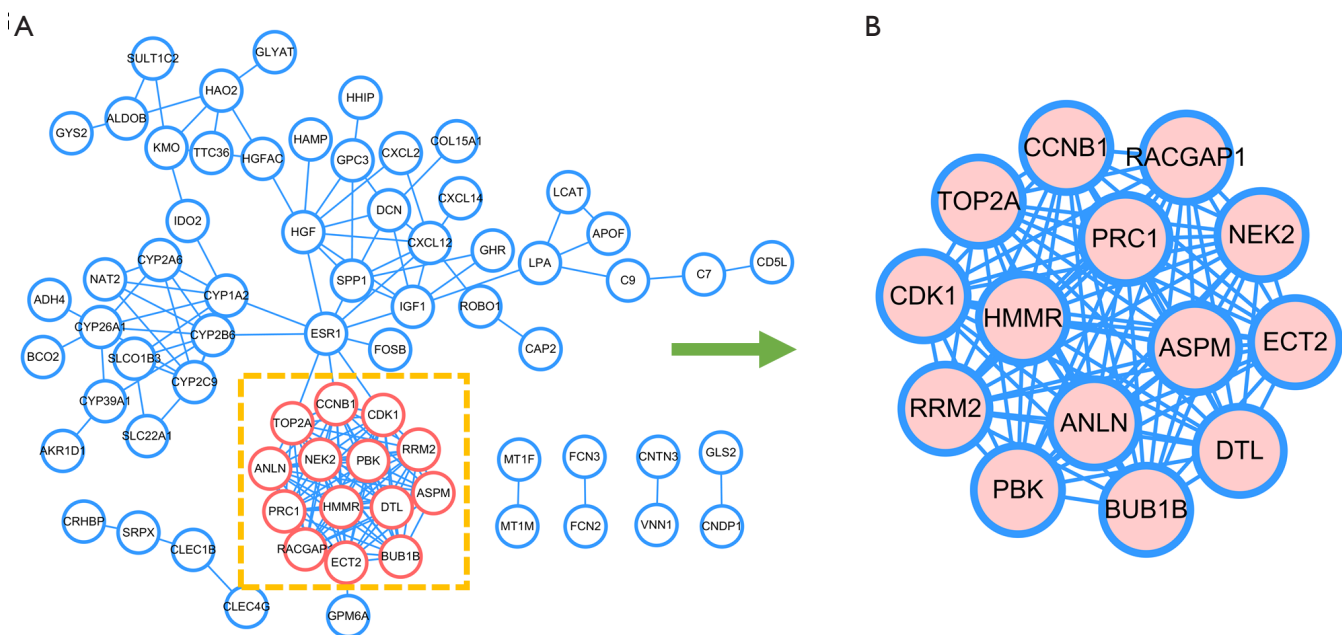 A
B
SULT1C2
GLYAT
HAO2
GYS2
ALDOB
KMO
TTC36
HGFAC
HAMP
HHIP
GPC3
CXCL2
COL15A1
DCN
CXCL14
HGF
CXCL12
GHR
SPP1
IGF1
ROBO1
CAP2
LPA
LCAT
APOF
C9
C7
CD5L
IDO2
CYP2A6
NAT2
CYP1A2
ADH4
CYP26A1
CYP2B6
BCO2
SLCO1B3
CYP2C9
CYP39A1
SLC22A1
AKR1D1
ESR1
FOSB
CCNB1
TOP2A
CDK1
RRM2
NEK2
PBK
ANLN
ASPM
HMMR
DTL
PRC1
RACGAP
ECT2
BUB1B
GPM6A
CRHBP
SRPX
CLEC1B
CLEC4G
MT1F
FCN3
CNTN3
GLS2
MT1M
FCN2
VNN1
CNDP1
CCNB1
RACGAP1
TOP2A
PRC1
NEK2
CDK1
HMMR
ASPM
ECT2
RRM2
ANLN
DTL
PBK
BUB1B